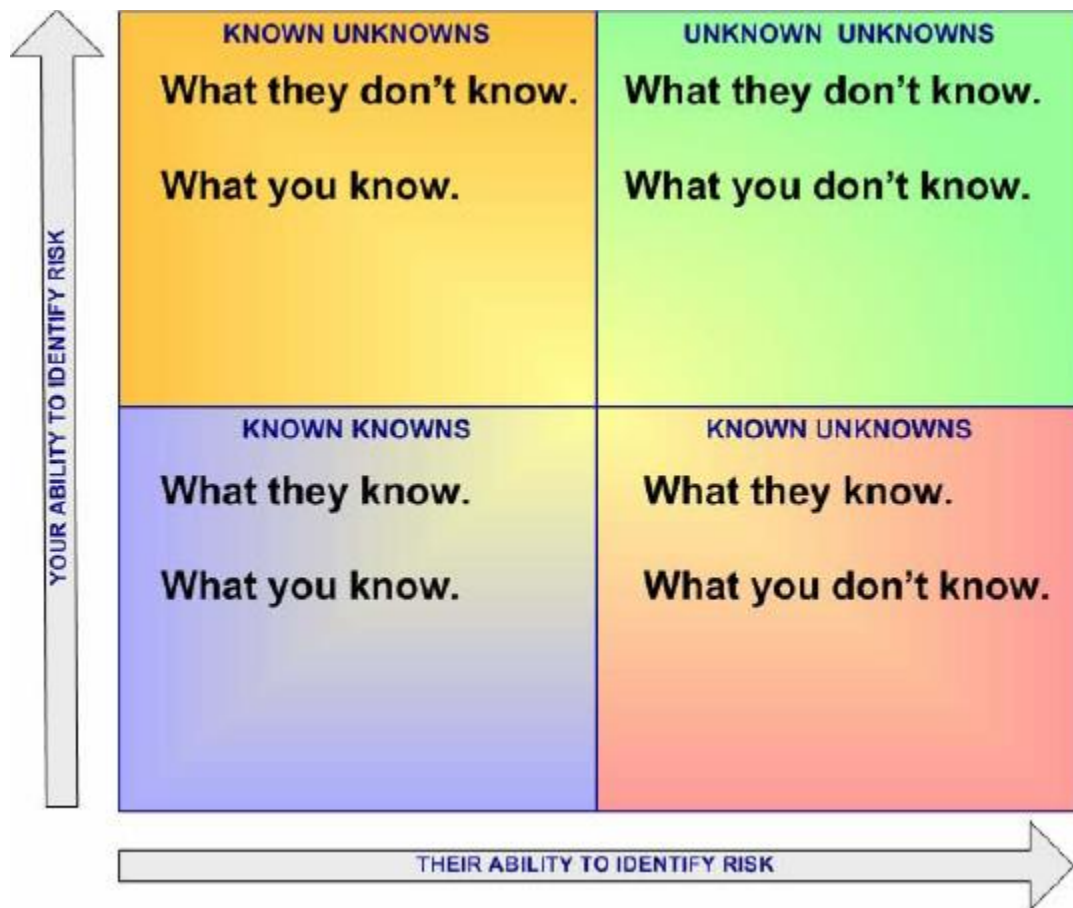 KNOWN UNKNOWNS
What they don't know.
What you know.
UNKNOWN UNKNOWNS
What they don't know.
What you don't know.
KNOWN KNOWNS
What they know.
What you know.
KNOWN UNKNOWNS
What they know.
What you don't know.
YOUR ABILITY TO IDENTIFY RISK
THEIR ABILITY TO IDENTIFY RISK